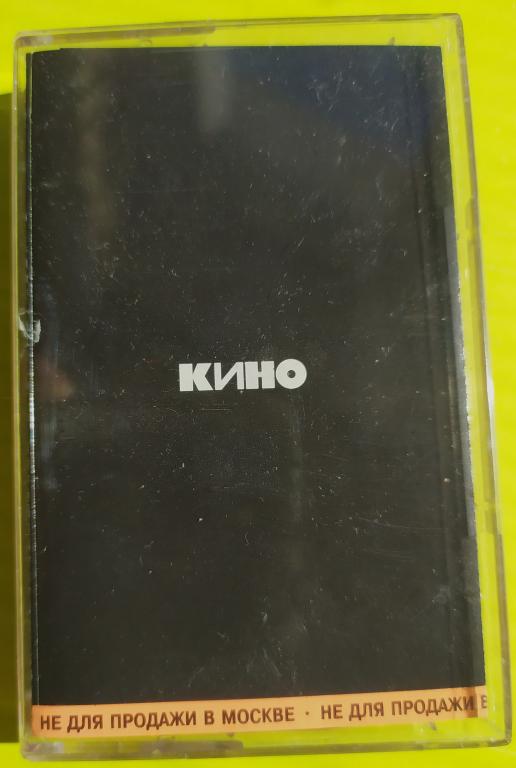 КИНО
НЕ ДЛЯ ПРОДАЖИ В МОСКВЕ · НЕ ДЛЯ ПРОДАЖИ В